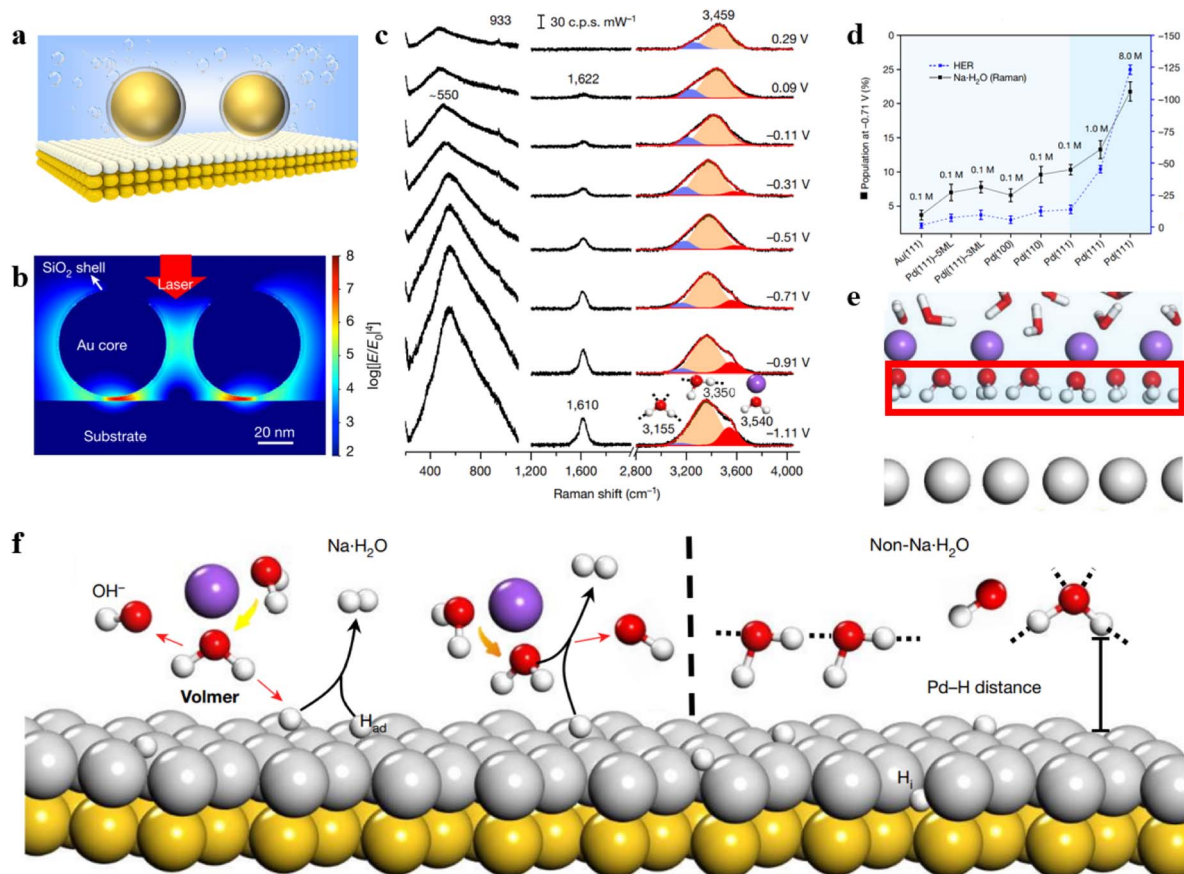 a
b
SiO2 shell
Laser
Au core
Substrate
20 nm
8
7
6
5
4
3
2
log[|E/E0|4]
c
933
30 c.p.s. mW−1
3,459
0.29 V
1,622
0.09 V
~550
−0.11 V
−0.31 V
−0.51 V
−0.71 V
−0.91 V
1,610
3,155
3,350
3,540
−1.11 V
400 800 1,200 1,600 2,000 2,800 3,200 3,600 4,000
Raman shift (cm−1)
d
0
5
10
15
20
25
Population at −0.71 V (%)
HER
Na·H2O (Raman)
0.1 M
0.1 M
0.1 M
0.1 M
0.1 M
0.1 M
1.0 M
8.0 M
−150
−125
−100
−75
−50
−25
0
Au(111)
Pd(111)–5ML
Pd(111)–3ML
Pd(100)
Pd(110)
Pd(111)
Pd(111)
Pd(111)
e
f
Na·H2O
Non-Na·H2O
OH−
Volmer
Had
Pd–H distance
Hi